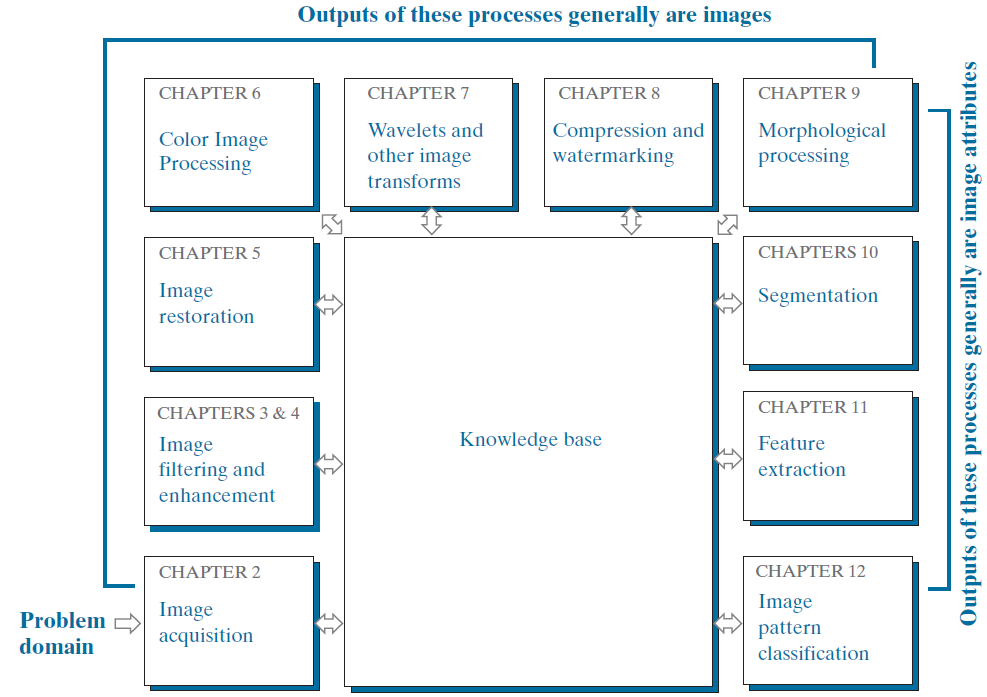 Outputs of these processes generally are images
CHAPTER 6
Color Image
Processing
CHAPTER 7
Wavelets and
other image
transforms
CHAPTER 8
Compression and
watermarking
CHAPTER 9
Morphological
processing
CHAPTER 5
Image
restoration
CHAPTERS 10
Segmentation
CHAPTERS 3 & 4
Image
filtering and
enhancement
Knowledge base
CHAPTER 11
Feature
extraction
CHAPTER 2
Image
acquisition
CHAPTER 12
Image
pattern
classification
Problem
domain
Outputs of these processes generally are image attributes